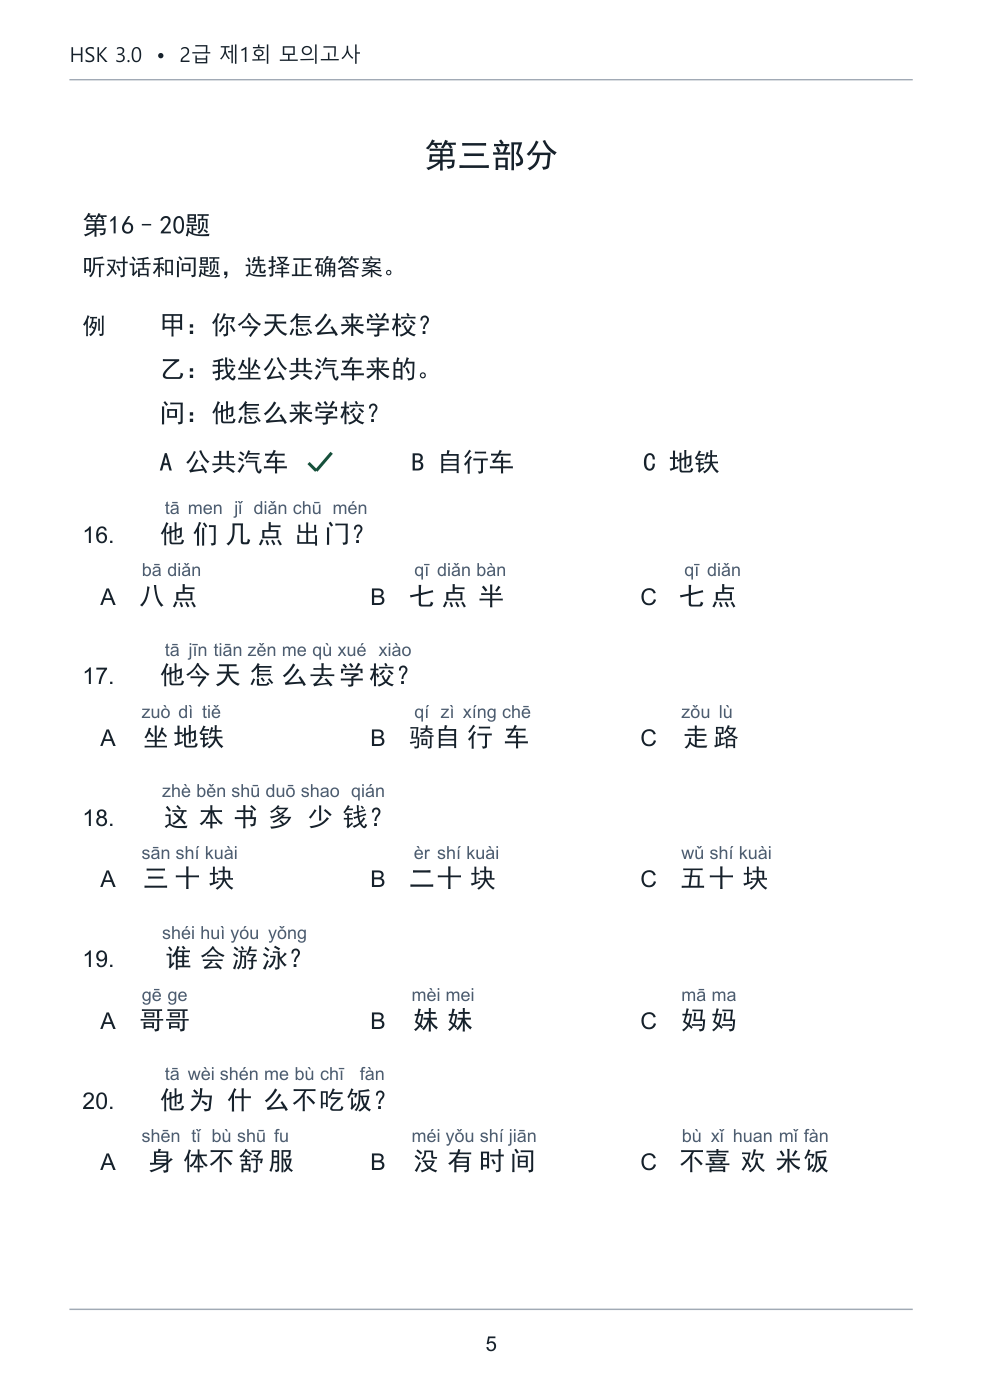 HSK 3.0 • 2급 제1회 모의고사
第三部分
第16－20题
听对话和问题，选择正确答案。
例 甲：你今天怎么来学校？
乙：我坐公共汽车来的。
问：他怎么来学校？
A 公共汽车 ✓ B 自行车 C 地铁
tā men jǐ diǎn chū mén
16. 他们几点出门？
bā diǎn qī diǎn bàn qī diǎn
A 八点 B 七点半 C 七点
tā jīn tiān zěn me qù xué xiào
17. 他今天怎么去学校？
zuò dì tiě qí zì xíng chē zǒu lù
A 坐地铁 B 骑自行车 C 走路
zhè běn shū duō shao qián
18. 这本书多少钱？
sān shí kuài èr shí kuài wǔ shí kuài
A 三十块 B 二十块 C 五十块
shéi huì yóu yǒng
19. 谁会游泳？
gē ge mèi mei mā ma
A 哥哥 B 妹妹 C 妈妈
tā wèi shén me bù chī fàn
20. 他为什么不吃饭？
shēn tǐ bù shū fu méi yǒu shí jiān bù xǐ huan mǐ fàn
A 身体不舒服 B 没有时间 C 不喜欢米饭
5